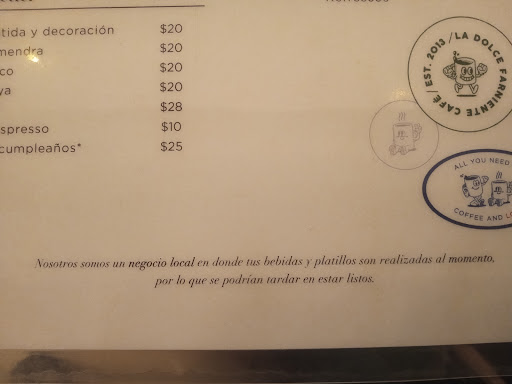 tida y decoración $20
mendra $20
co $20
ya $20
$28
spresso $10
cumpleaños* $25
EST. 2013 / LA DOLCE FARNIENTE CAFÉ /
ALL YOU NEED
COFFEE AND LO
Nosotros somos un negocio local en donde tus bebidas y platillos son realizadas al momento,
por lo que se podrían tardar en estar listos.